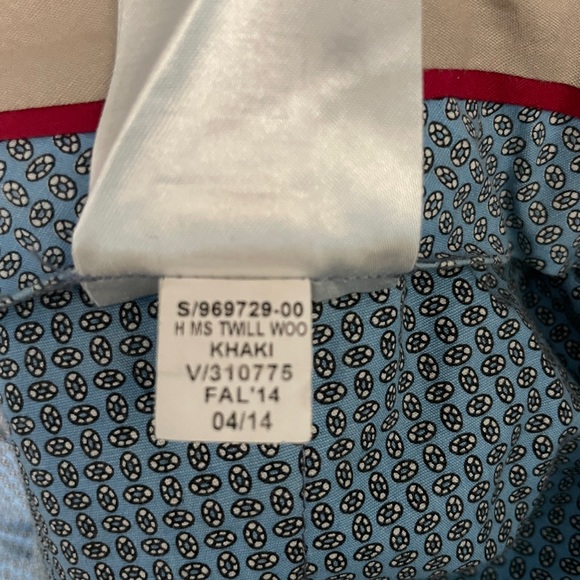 S/969729-00
H MS TWILL WOO
KHAKI
V/310775
FAL'14
04/14